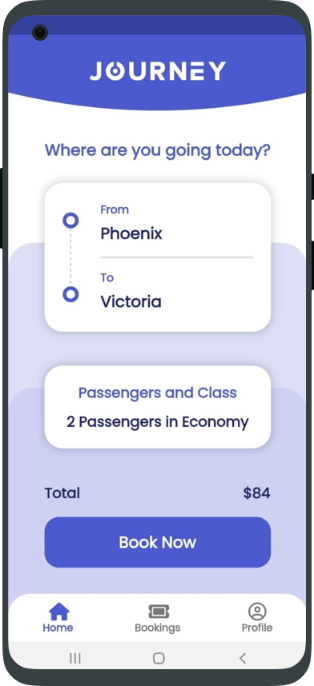 JOURNEY
Where are you going today?
From
Phoenix
To
Victoria
Passengers and Class
2 Passengers in Economy
Total $84
Book Now
Home Bookings Profile